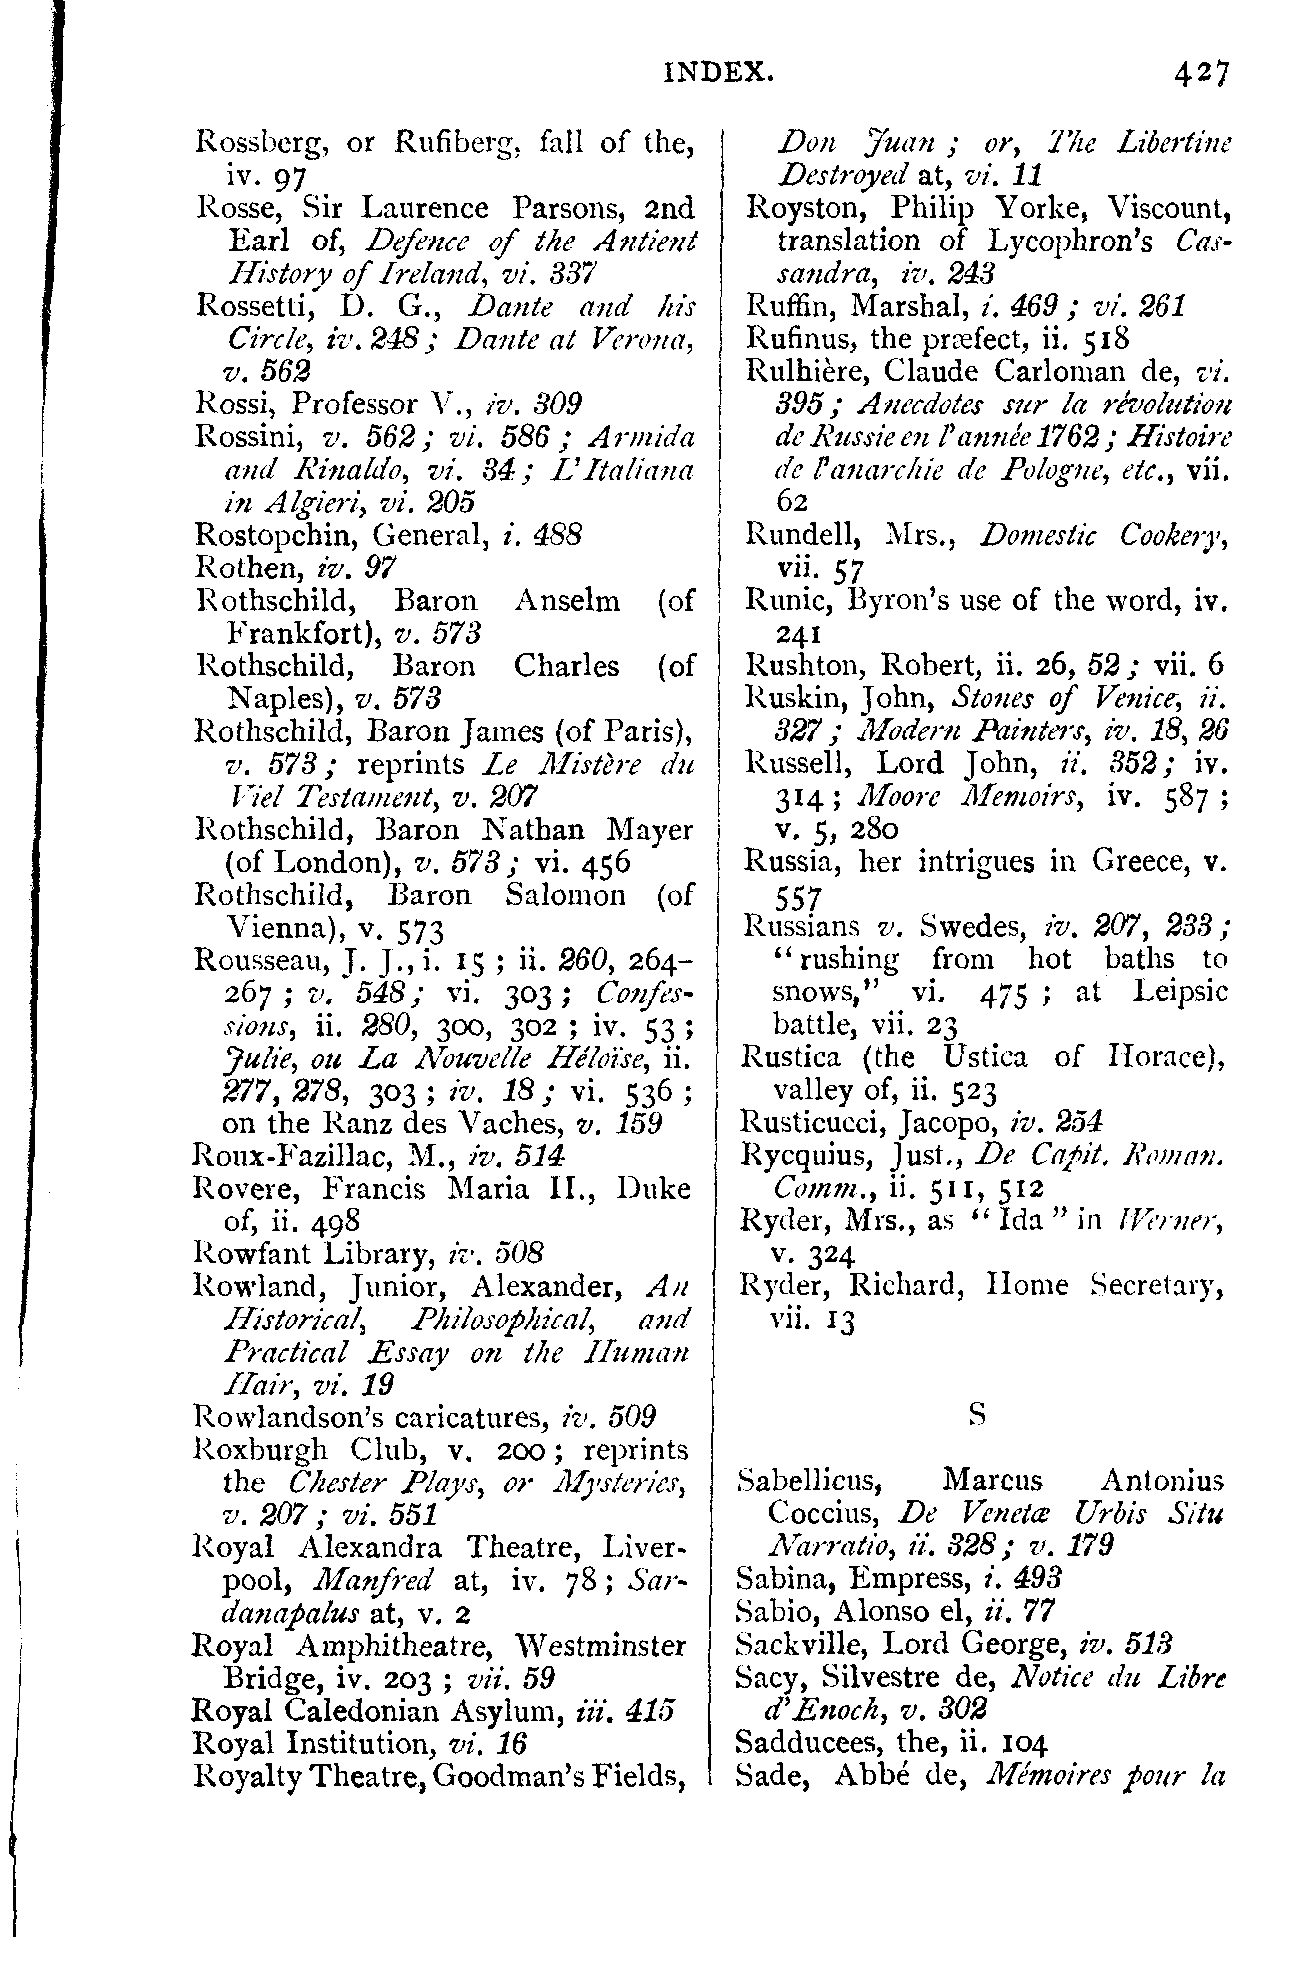 INDEX.
427
Rossberg, or Rufiberg, fall of the,
iv. 97
Rosse, Sir Laurence Parsons, 2nd
Earl of, Defence of the Antient
History of Ireland, vi. 337
Rossetti, D. G., Dante and his
Circle, iv. 248; Dante at Verona,
v. 562
Rossi, Professor V., iv. 309
Rossini, v. 562; vi. 586; Armida
and Rinaldo, vi. 34; L'Italiana
in Algieri, vi. 205
Rostopchin, General, i. 488
Rothen, iv. 97
Rothschild, Baron Anselm (of
Frankfort), v. 573
Rothschild, Baron Charles (of
Naples), v. 573
Rothschild, Baron James (of Paris),
v. 573; reprints Le Mistère du
Viel Testament, v. 207
Rothschild, Baron Nathan Mayer
(of London), v. 573; vi. 456
Rothschild, Baron Salomon (of
Vienna), v. 573
Rousseau, J. J., i. 15; ii. 260, 264-
267; v. 548; vi. 303; Confes-
sions, ii. 280, 300, 302; iv. 53;
Julie, ou La Nouvelle Héloïse, ii.
277, 278, 303; iv. 18; vi. 536;
on the Ranz des Vaches, v. 159
Roux-Fazillac, M., iv. 514
Rovere, Francis Maria II., Duke
of, ii. 498
Rowfant Library, iv. 508
Rowland, Junior, Alexander, An
Historical, Philosophical, and
Practical Essay on the Human
Hair, vi. 19
Rowlandson's caricatures, iv. 509
Roxburgh Club, v. 200; reprints
the Chester Plays, or Mysteries,
v. 207; vi. 551
Royal Alexandra Theatre, Liver-
pool, Manfred at, iv. 78; Sar-
danapalus at, v. 2
Royal Amphitheatre, Westminster
Bridge, iv. 203; vii. 59
Royal Caledonian Asylum, iii. 415
Royal Institution, vi. 16
Royalty Theatre, Goodman's Fields,
Don Juan; or, The Libertine
Destroyed at, vi. 11
Royston, Philip Yorke, Viscount,
translation of Lycophron's Cas-
sandra, iv. 243
Ruffin, Marshal, i. 469; vi. 261
Rufinus, the præfect, ii. 518
Rulhière, Claude Carloman de, vi.
395; Anecdotes sur la révolution
de Russie en l'année 1762; Histoire
de l'anarchie de Pologne, etc., vii.
62
Rundell, Mrs., Domestic Cookery,
vii. 57
Runic, Byron's use of the word, iv.
241
Rushton, Robert, ii. 26, 52; vii. 6
Ruskin, John, Stones of Venice, ii.
327; Modern Painters, iv. 18, 26
Russell, Lord John, ii. 352; iv.
314; Moore Memoirs, iv. 587;
v. 5, 280
Russia, her intrigues in Greece, v.
557
Russians v. Swedes, iv. 207, 233;
"rushing from hot baths to
snows," vi. 475; at Leipsic
battle, vii. 23
Rustica (the Ustica of Horace),
valley of, ii. 523
Rusticucci, Jacopo, iv. 254
Rycquius, Just., De Capit. Roman.
Comm., ii. 511, 512
Ryder, Mrs., as "Ida" in Werner,
v. 324
Ryder, Richard, Home Secretary,
vii. 13
S
Sabellicus, Marcus Antonius
Coccius, De Venetæ Urbis Situ
Narratio, ii. 328; v. 179
Sabina, Empress, i. 493
Sabio, Alonso el, ii. 77
Sackville, Lord George, iv. 513
Sacy, Silvestre de, Notice du Libre
d'Enoch, v. 302
Sadducees, the, ii. 104
Sade, Abbé de, Mémoires pour la